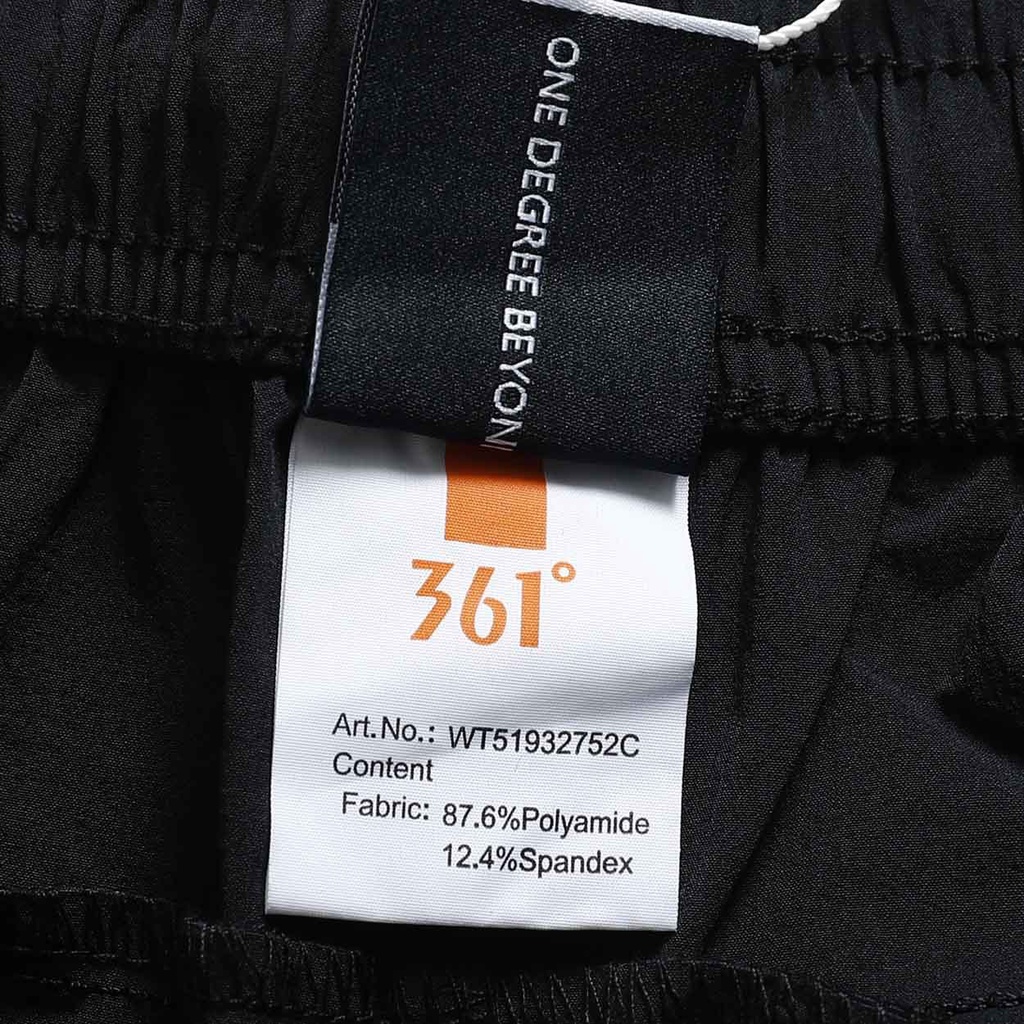 ONE DEGREE BEYON
361°
Art.No.: WT51932752C
Content
Fabric: 87.6%Polyamide
12.4%Spandex